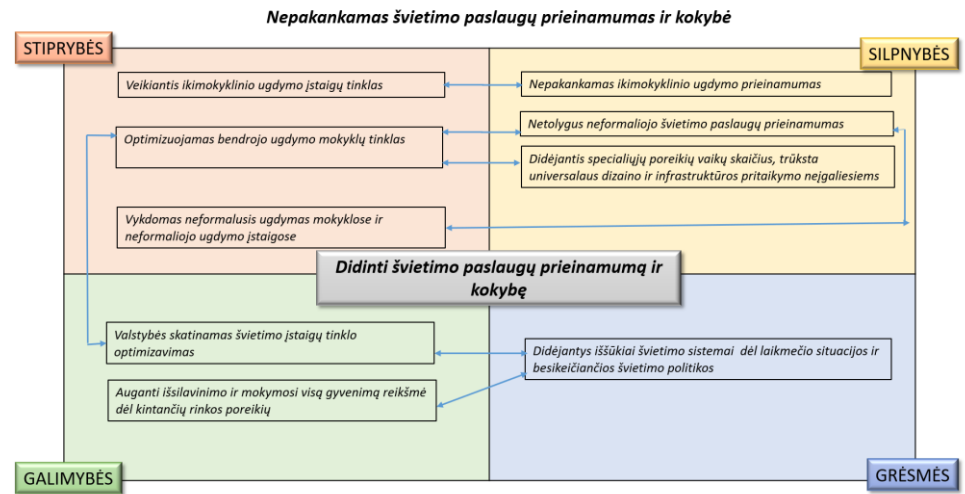 Nepakankamas švietimo paslaugų prieinamumas ir kokybė
STIPRYBĖS
SILPNYBĖS
Veikiantis ikimokyklinio ugdymo įstaigų tinklas
Nepakankamas ikimokyklinio ugdymo prieinamumas
Optimizuojamas bendrojo ugdymo mokyklų tinklas
Netolygus neformaliojo švietimo paslaugų prieinamumas
Didėjantis specialiųjų poreikių vaikų skaičius, trūksta
universalaus dizaino ir infrastruktūros pritaikymo neįgaliesiems
Vykdomas neformalusis ugdymas mokyklose ir
neformaliojo ugdymo įstaigose
Didinti švietimo paslaugų prieinamumą ir
kokybę
Valstybės skatinamas švietimo įstaigų tinklo
optimizavimas
Didėjantys iššūkiai švietimo sistemai dėl laikmečio situacijos ir
besikeičiančios švietimo politikos
Auganti išsilavinimo ir mokymosi visą gyvenimą reikšmė
dėl kintančių rinkos poreikių
GALIMYBĖS
GRĖSMĖS